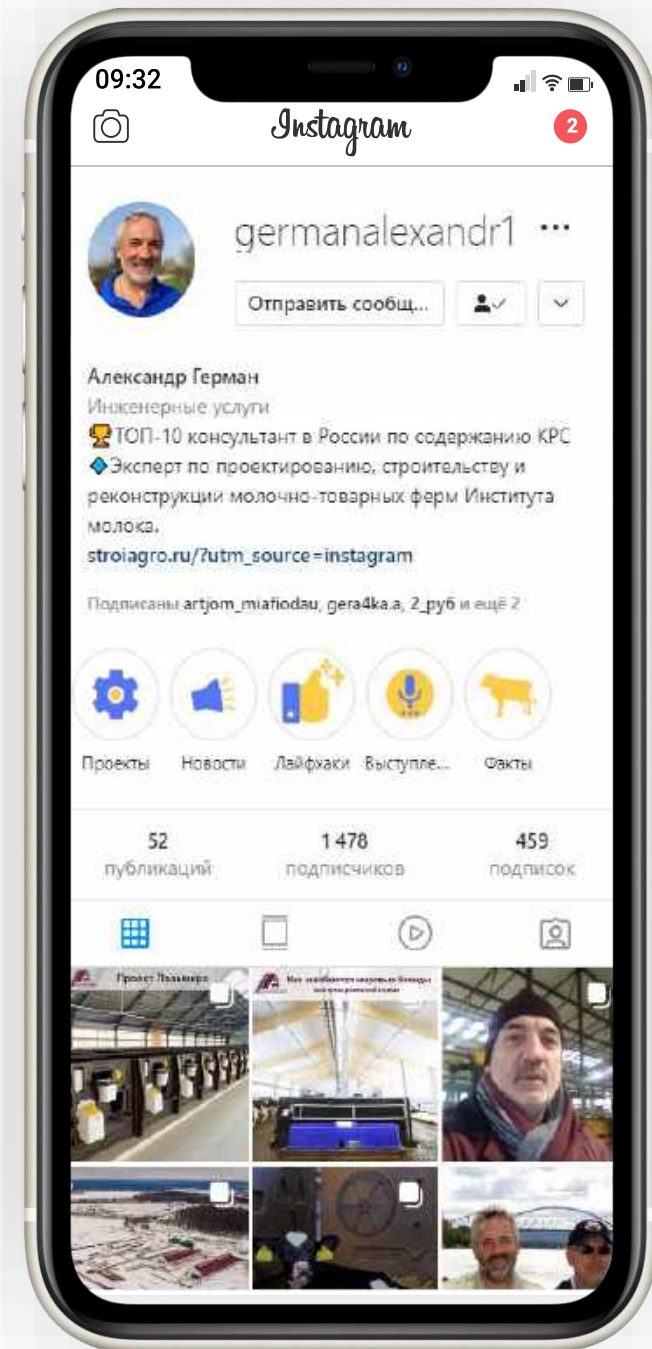 09:32
Instagram
2
germanalexandr1
Отправить сообщ...
Александр Герман
Инженерные услуги
🏆ТОП-10 консультант в России по содержанию КРС
🔹Эксперт по проектированию, строительству и
реконструкции молочно-товарных ферм Института
молока.
stroiagro.ru/?utm_source=instagram
Подписаны artjom_miafiodau, gera4ka.a, 2_руб и ещё 2
Проекты Новости Лайфхаки Выступле... Факты
52 1 478 459
публикаций подписчиков подписок
Проект